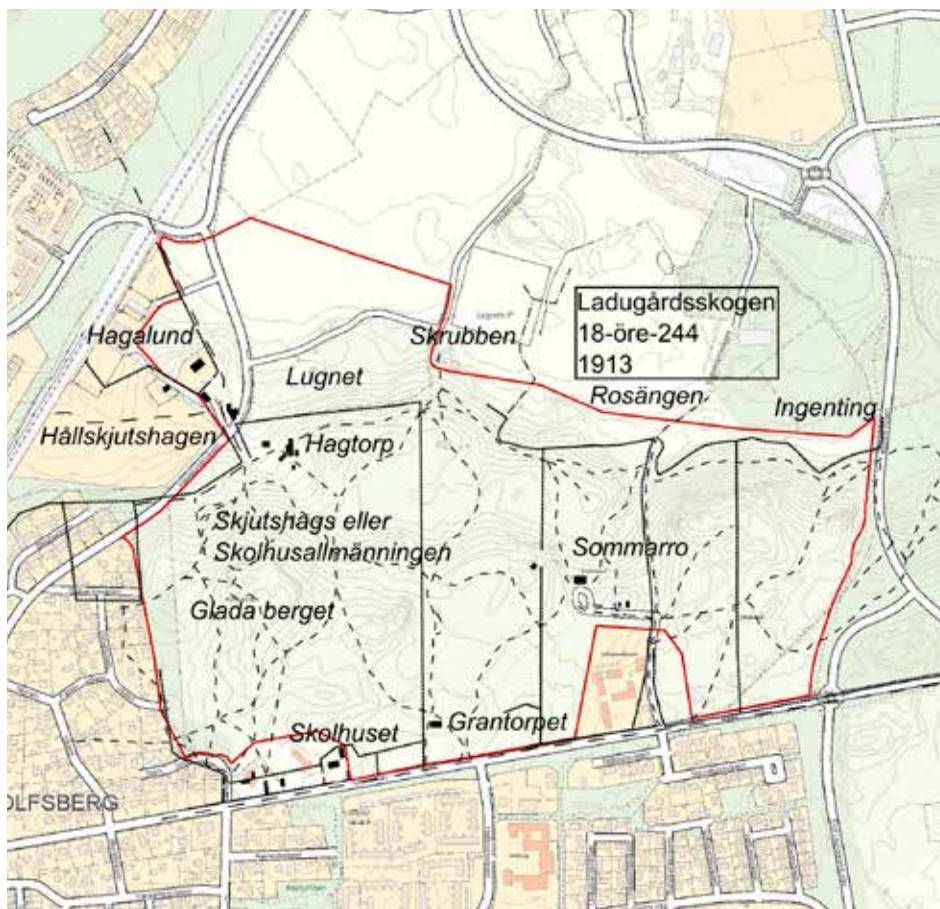 Ladugårdsskogen
18-öre-244
1913
Hagalund
Skrubben
Lugnet
Rosängen
Ingenting
Hållskjutshagen
Hagtorp
Skjutshags eller
Skolhusallmänningen
Sommarro
Glada berget
Skolhuset
Grantorpet
OLFSBERG